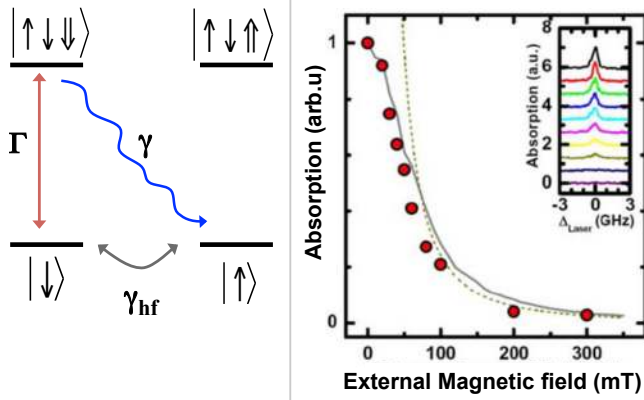 |↑↓⇓⟩ |↑↓⇑⟩
Γ
γ
|↓⟩ |↑⟩
γhf
Absorption (arb.u)
1
0
0 100 200 300
External Magnetic field (mT)
Absorption (a.u.)
8
6
4
2
0
-3 0 3
ΔLaser (GHz)